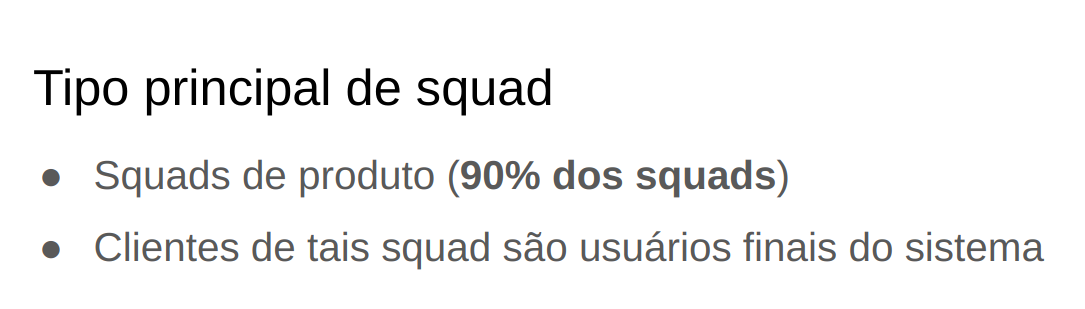 Tipo principal de squad
● Squads de produto (90% dos squads)
● Clientes de tais squad são usuários finais do sistema